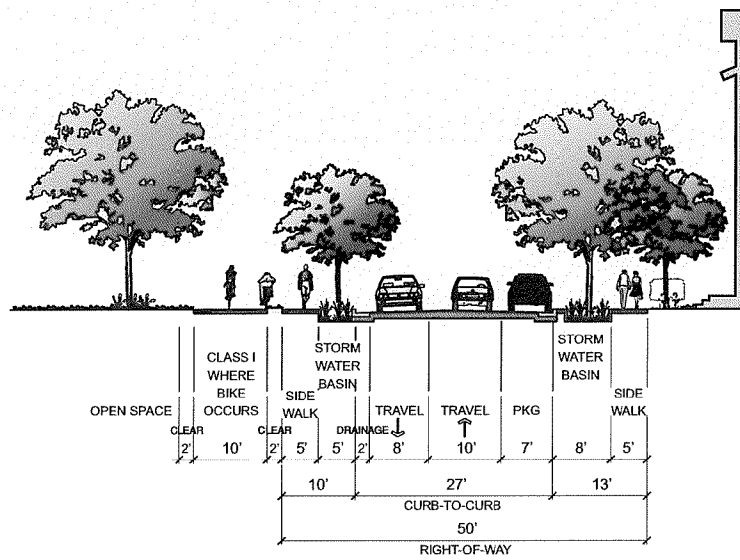 OPEN SPACE
CLEAR
2'
CLASS I
WHERE
BIKE
OCCURS
10'
CLEAR
2'
SIDE
WALK
5'
STORM
WATER
BASIN
5'
DRAINAGE
2'
TRAVEL
8'
TRAVEL
10'
PKG
7'
STORM
WATER
BASIN
8'
SIDE
WALK
5'
10'
27'
13'
CURB-TO-CURB
50'
RIGHT-OF-WAY